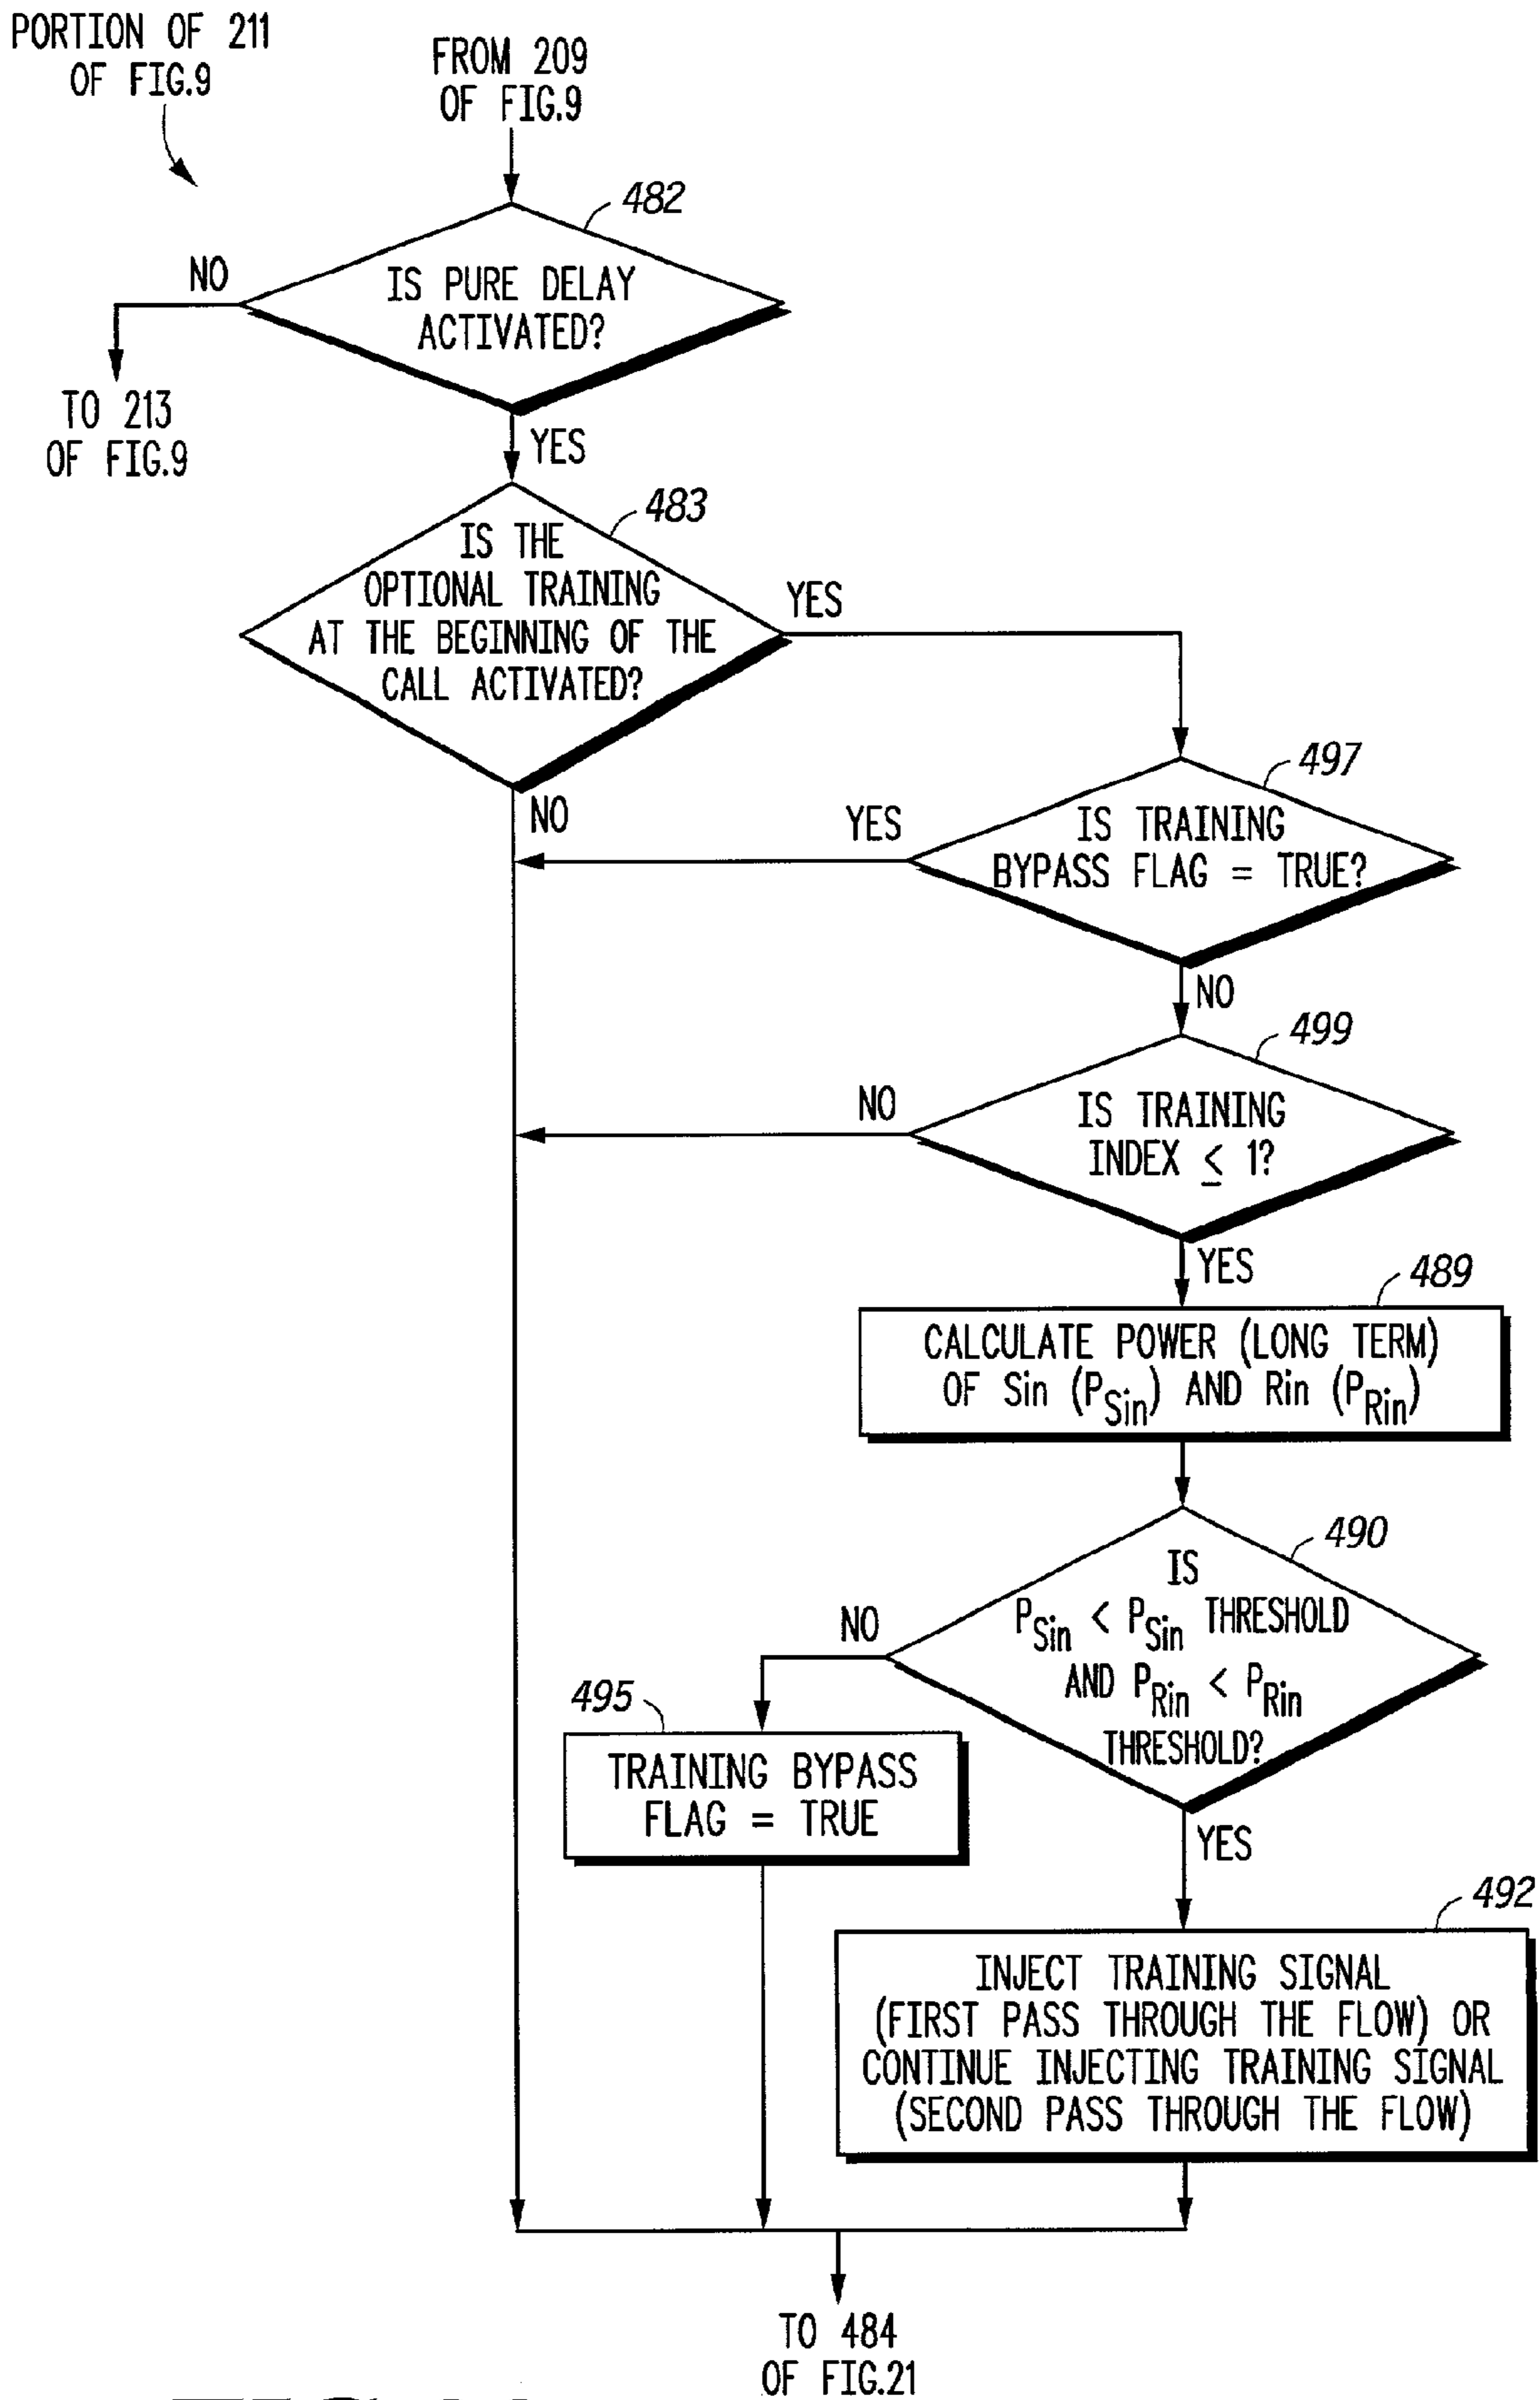 PORTION OF 211
OF FIG.9
FROM 209
OF FIG.9
482
NO
IS PURE DELAY
ACTIVATED?
TO 213
OF FIG.9
YES
483
IS THE
OPTIONAL TRAINING
AT THE BEGINNING OF THE
CALL ACTIVATED?
YES
NO
497
YES
IS TRAINING
BYPASS FLAG = TRUE?
NO
499
NO
IS TRAINING
INDEX ≤ 1?
YES
489
CALCULATE POWER (LONG TERM)
OF Sin (PSin) AND Rin (PRin)
490
IS
PSin < PSin THRESHOLD
AND PRin < PRin
THRESHOLD?
NO
495
TRAINING BYPASS
FLAG = TRUE
YES
492
INJECT TRAINING SIGNAL
(FIRST PASS THROUGH THE FLOW) OR
CONTINUE INJECTING TRAINING SIGNAL
(SECOND PASS THROUGH THE FLOW)
TO 484
OF FIG.21